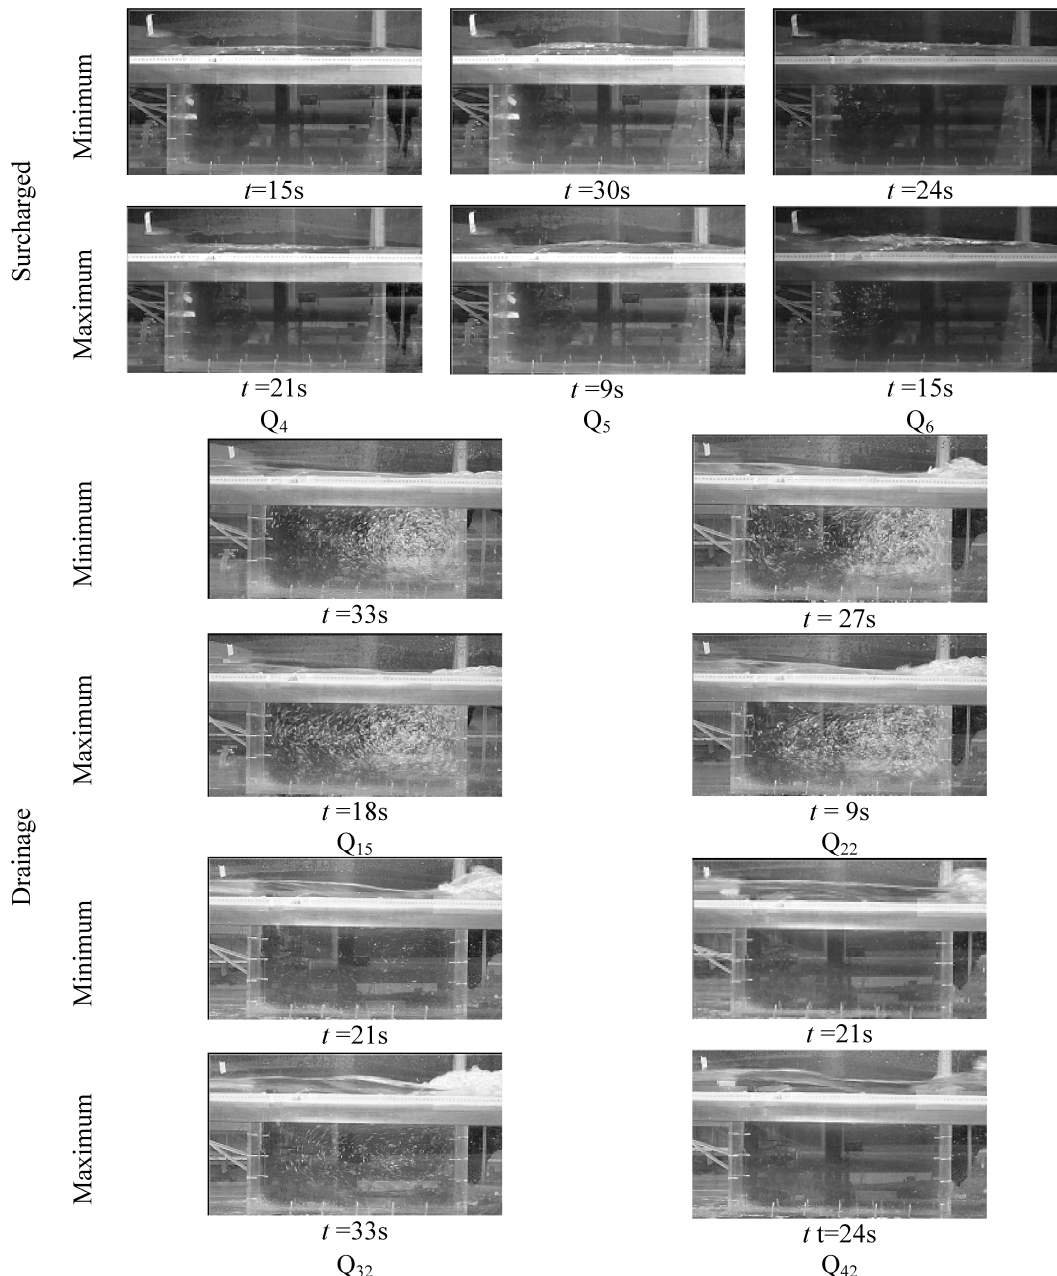 Surcharged
Minimum
t=15s
t =30s
t =24s
Maximum
t =21s
t =9s
t =15s
Q4
Q5
Q6
Drainage
Minimum
t =33s
t = 27s
Maximum
t =18s
t = 9s
Q15
Q22
Minimum
t =21s
t =21s
Maximum
t =33s
t t=24s
Q32
Q42